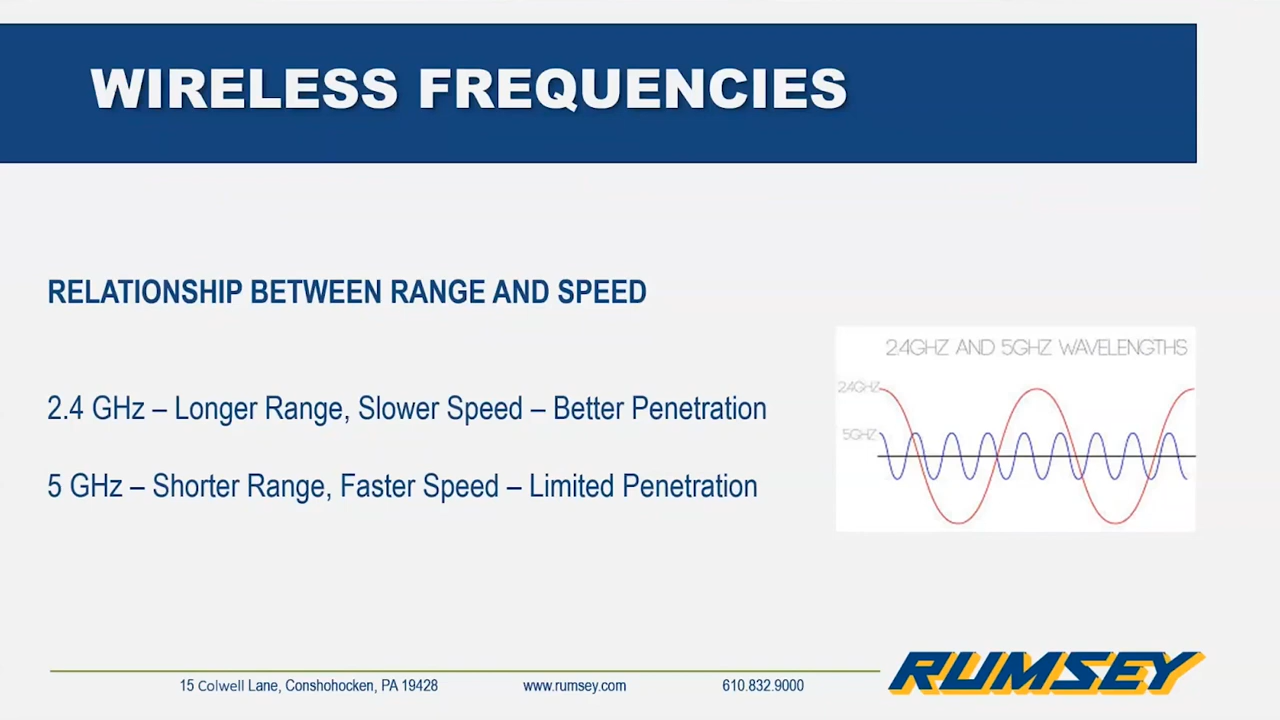 WIRELESS FREQUENCIES
RELATIONSHIP BETWEEN RANGE AND SPEED
2.4 GHz – Longer Range, Slower Speed – Better Penetration
5 GHz – Shorter Range, Faster Speed – Limited Penetration
2.4GHZ AND 5GHZ WAVELENGTHS
2.4GHZ
5GHZ
15 Colwell Lane, Conshohocken, PA 19428
www.rumsey.com
610.832.9000
RUMSEY